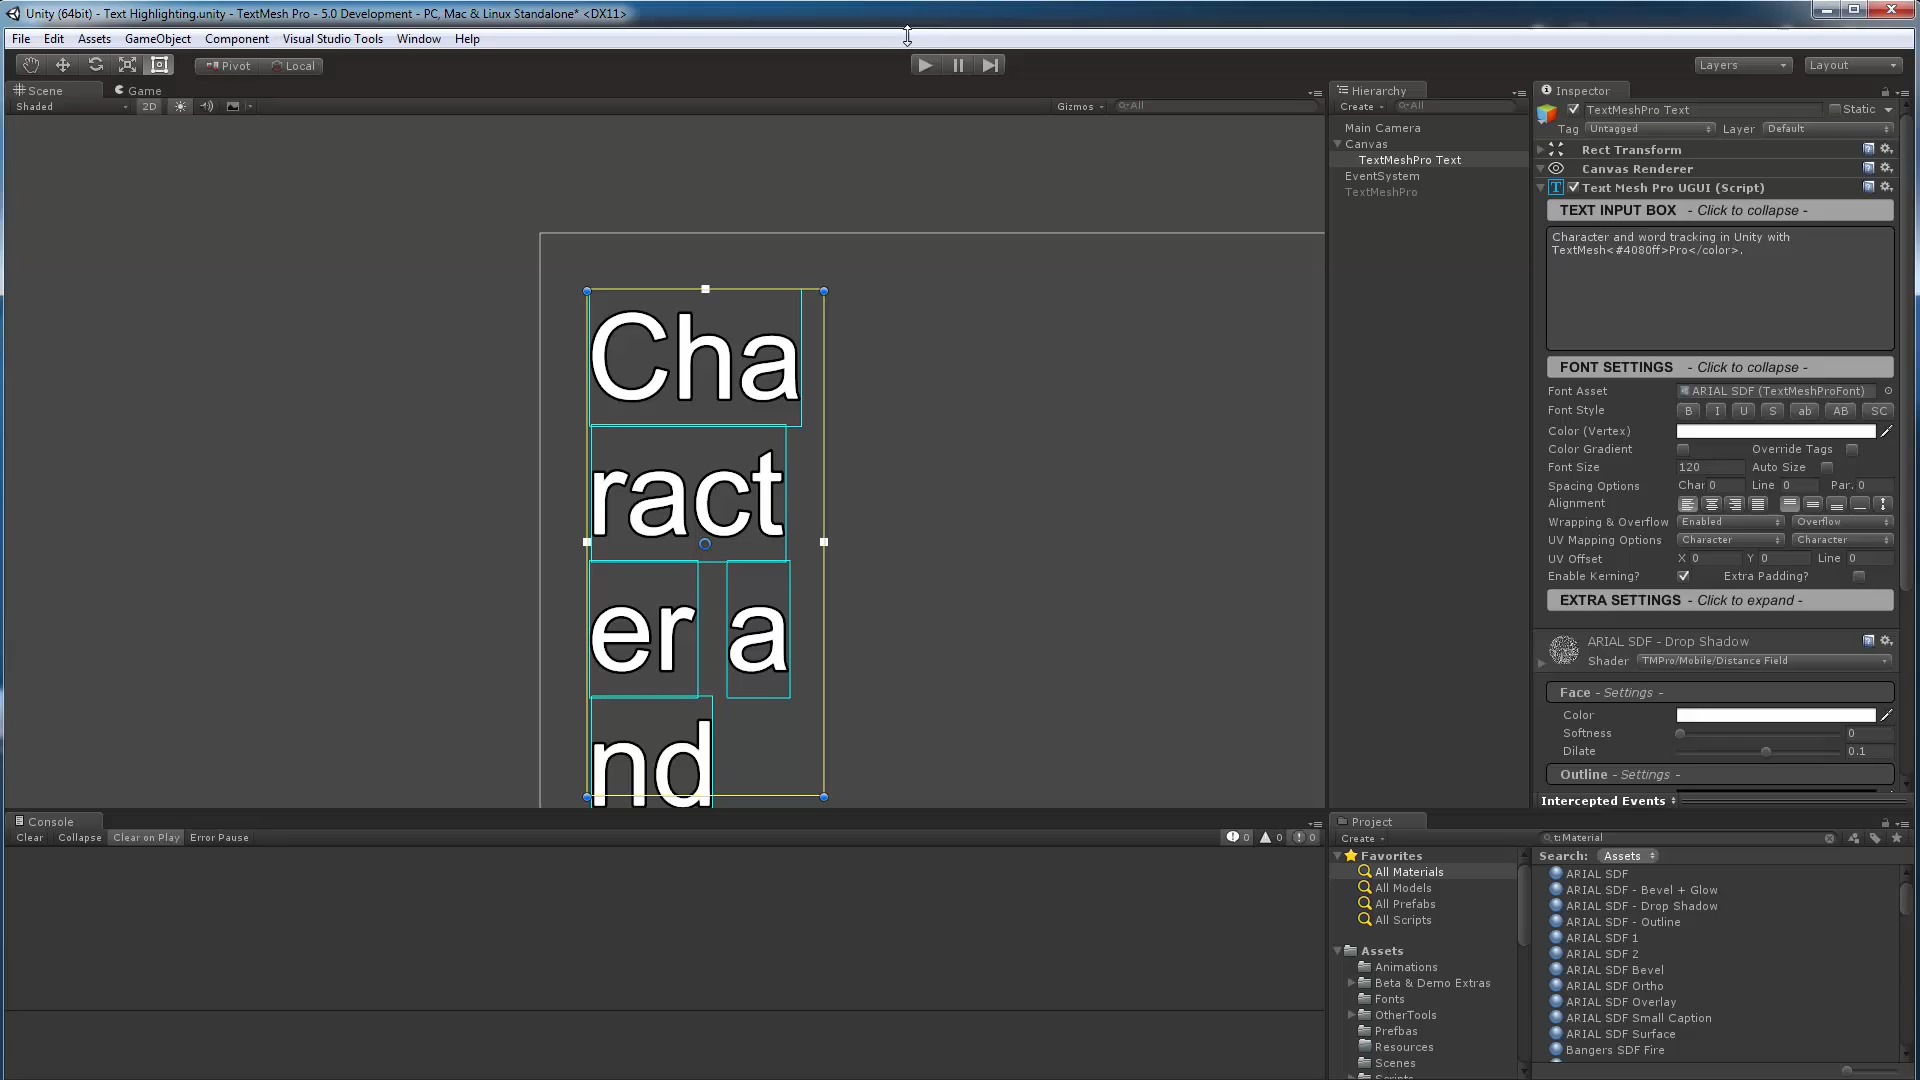 Unity (64bit) - Text Highlighting.unity - TextMesh Pro - 5.0 Development - PC, Mac & Linux Standalone* <DX11>
File Edit Assets GameObject Component Visual Studio Tools Window Help
Pivot Local Layers Layout
Scene Game
Shaded 2D Gizmos All
Cha
ract
er a
nd
Hierarchy
Create All
Main Camera
Canvas
TextMeshPro Text
EventSystem
TextMeshPro
Inspector
TextMeshPro Text Static
Tag Untagged Layer Default
Rect Transform
Canvas Renderer
Text Mesh Pro UGUI (Script)
TEXT INPUT BOX - Click to collapse -
Character and word tracking in Unity with
TextMesh<#4080ff>Pro</color>.
FONT SETTINGS - Click to collapse -
Font Asset ARIAL SDF (TextMeshProFont)
Font Style B I U S ab AB SC
Color (Vertex)
Color Gradient Override Tags
Font Size 120 Auto Size
Spacing Options Char 0 Line 0 Par. 0
Alignment
Wrapping & Overflow Enabled Overflow
UV Mapping Options Character Character
UV Offset X 0 Y 0 Line 0
Enable Kerning? Extra Padding?
EXTRA SETTINGS - Click to expand -
ARIAL SDF - Drop Shadow
Shader TMPro/Mobile/Distance Field
Face - Settings -
Color
Softness 0
Dilate 0.1
Outline - Settings -
Intercepted Events
Console
Clear Collapse Clear on Play Error Pause 0 0 0
Project
Create t:Material
Favorites
All Materials
All Models
All Prefabs
All Scripts
Assets
Animations
Beta & Demo Extras
Fonts
OtherTools
Prefbas
Resources
Scenes
Scripts
Search: Assets
ARIAL SDF
ARIAL SDF - Bevel + Glow
ARIAL SDF - Drop Shadow
ARIAL SDF - Outline
ARIAL SDF 1
ARIAL SDF 2
ARIAL SDF Bevel
ARIAL SDF Ortho
ARIAL SDF Overlay
ARIAL SDF Small Caption
ARIAL SDF Surface
Bangers SDF Fire